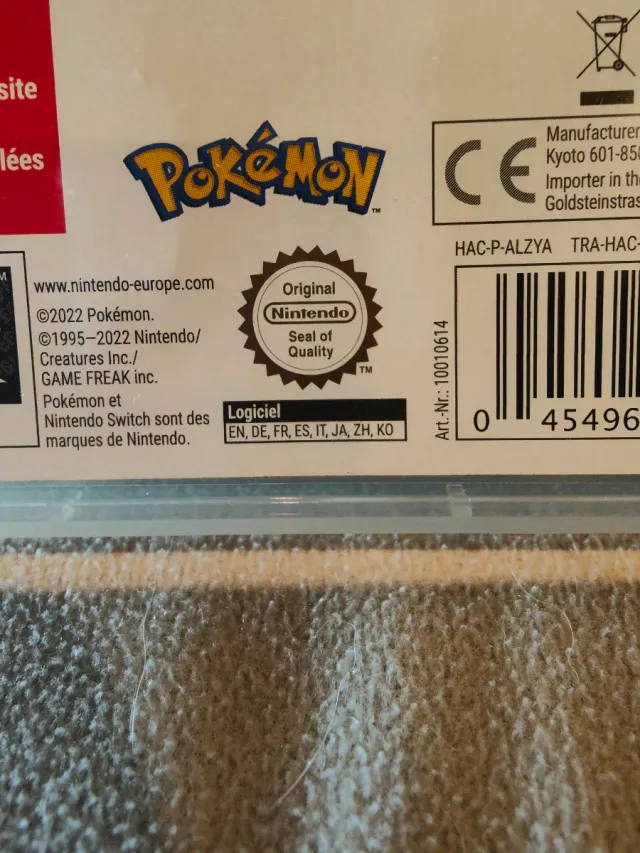 site
lées
POKéMON
TM
Manufacturer
Kyoto 601-85
Importer in the
Goldsteinstras
HAC-P-ALZYA TRA-HAC-
www.nintendo-europe.com
©2022 Pokémon.
©1995–2022 Nintendo/
Creatures Inc./
GAME FREAK inc.
Pokémon et
Nintendo Switch sont des
marques de Nintendo.
Original
Nintendo
Seal of
Quality
TM
Logiciel
EN, DE, FR, ES, IT, JA, ZH, KO
Art.-Nr.: 10010614
0 45496